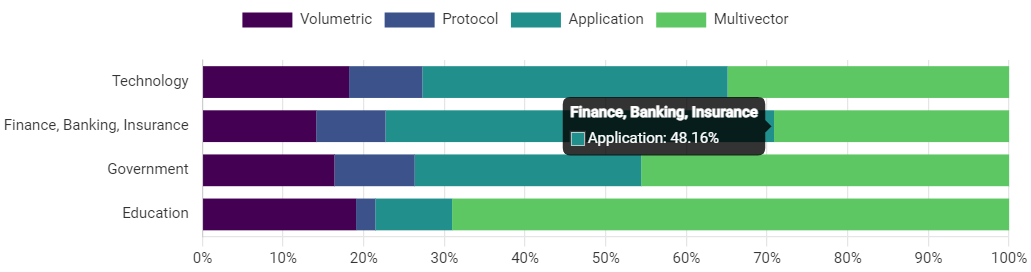 Volumetric Protocol Application Multivector
Technology
Finance, Banking, Insurance
Finance, Banking, Insurance
Application: 48.16%
Government
Education
0% 10% 20% 30% 40% 50% 60% 70% 80% 90% 100%